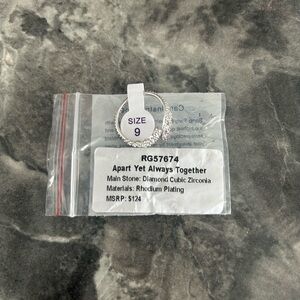 SIZE
9
RG57674
Apart Yet Always Together
Main Stone: Diamond Cubic Zirconia
Materials: Rhodium Plating
MSRP: $124